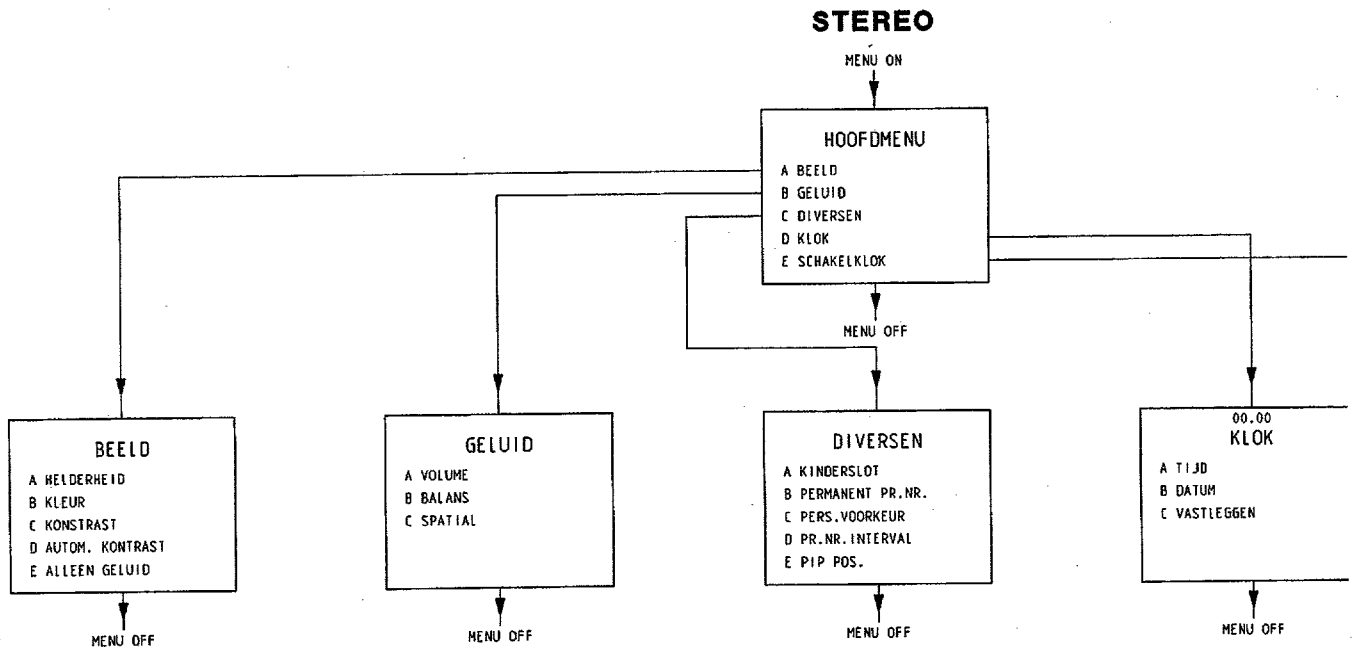 STEREO
MENU ON
HOOFDMENU
A BEELD
B GELUID
C DIVERSEN
D KLOK
E SCHAKELKLOK
MENU OFF
BEELD
A HELDERHEID
B KLEUR
C KONSTRAST
D AUTOM. KONTRAST
E ALLEEN GELUID
MENU OFF
GELUID
A VOLUME
B BALANS
C SPATIAL
MENU OFF
DIVERSEN
A KINDERSLOT
B PERMANENT PR.NR.
C PERS.VOORKEUR
D PR.NR.INTERVAL
E PIP POS.
MENU OFF
00.00
KLOK
A TIJD
B DATUM
C VASTLEGGEN
MENU OFF